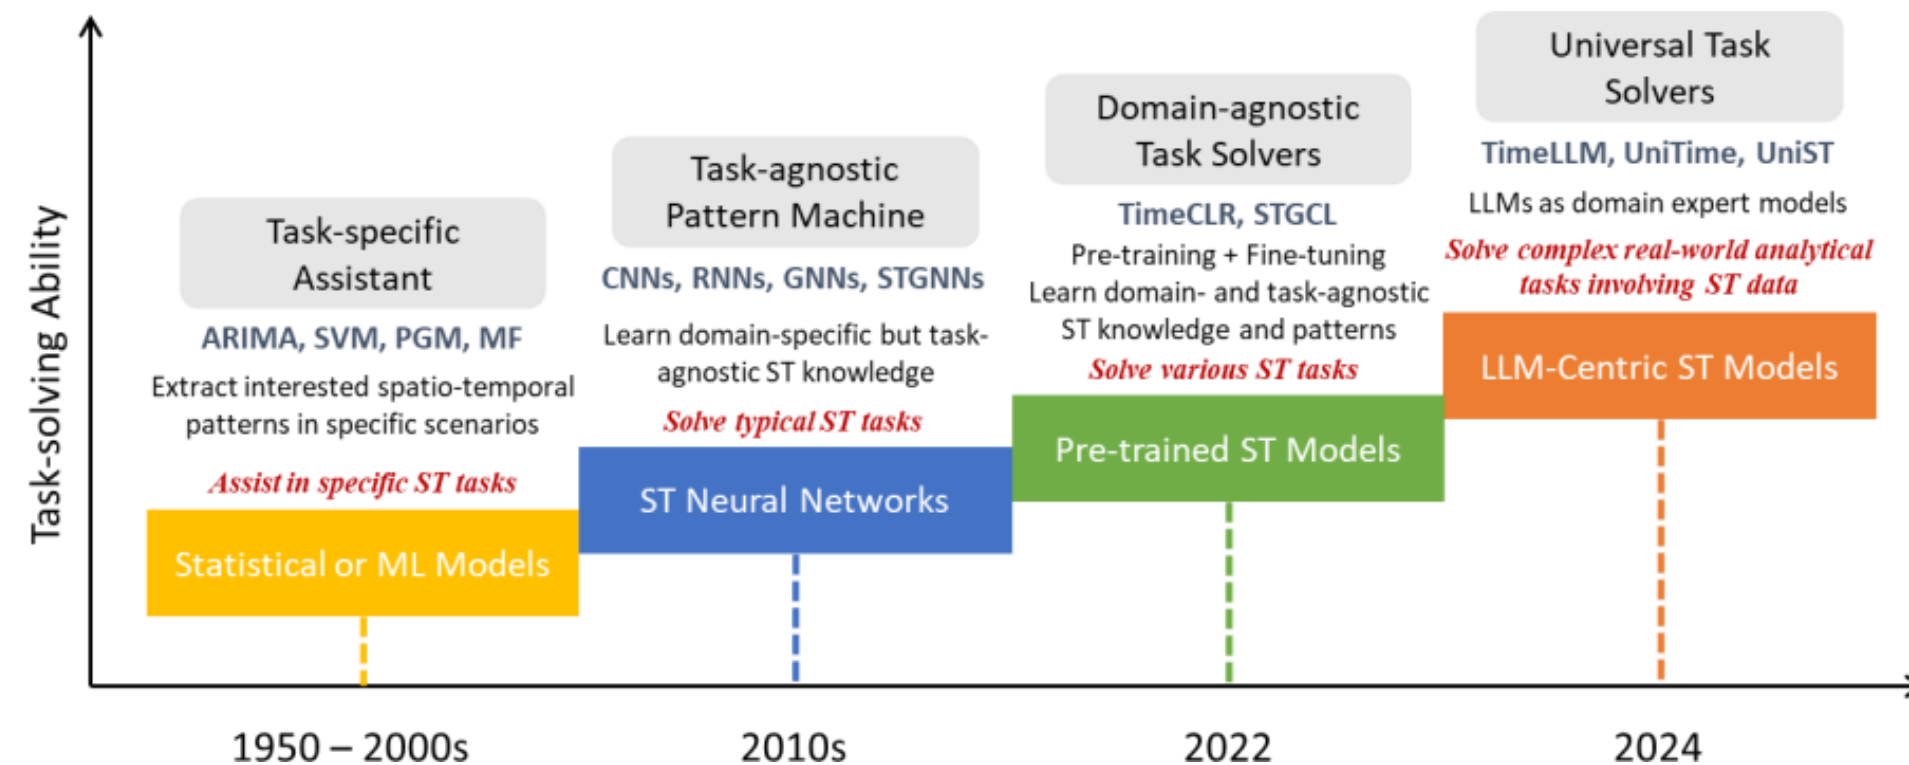 Task-solving Ability
Task-specific
Assistant
ARIMA, SVM, PGM, MF
Extract interested spatio-temporal
patterns in specific scenarios
Assist in specific ST tasks
Statistical or ML Models
1950 – 2000s
Task-agnostic
Pattern Machine
CNNs, RNNs, GNNs, STGNNs
Learn domain-specific but task-
agnostic ST knowledge
Solve typical ST tasks
ST Neural Networks
2010s
Domain-agnostic
Task Solvers
TimeCLR, STGCL
Pre-training + Fine-tuning
Learn domain- and task-agnostic
ST knowledge and patterns
Solve various ST tasks
Pre-trained ST Models
2022
Universal Task
Solvers
TimeLLM, UniTime, UniST
LLMs as domain expert models
Solve complex real-world analytical
tasks involving ST data
LLM-Centric ST Models
2024